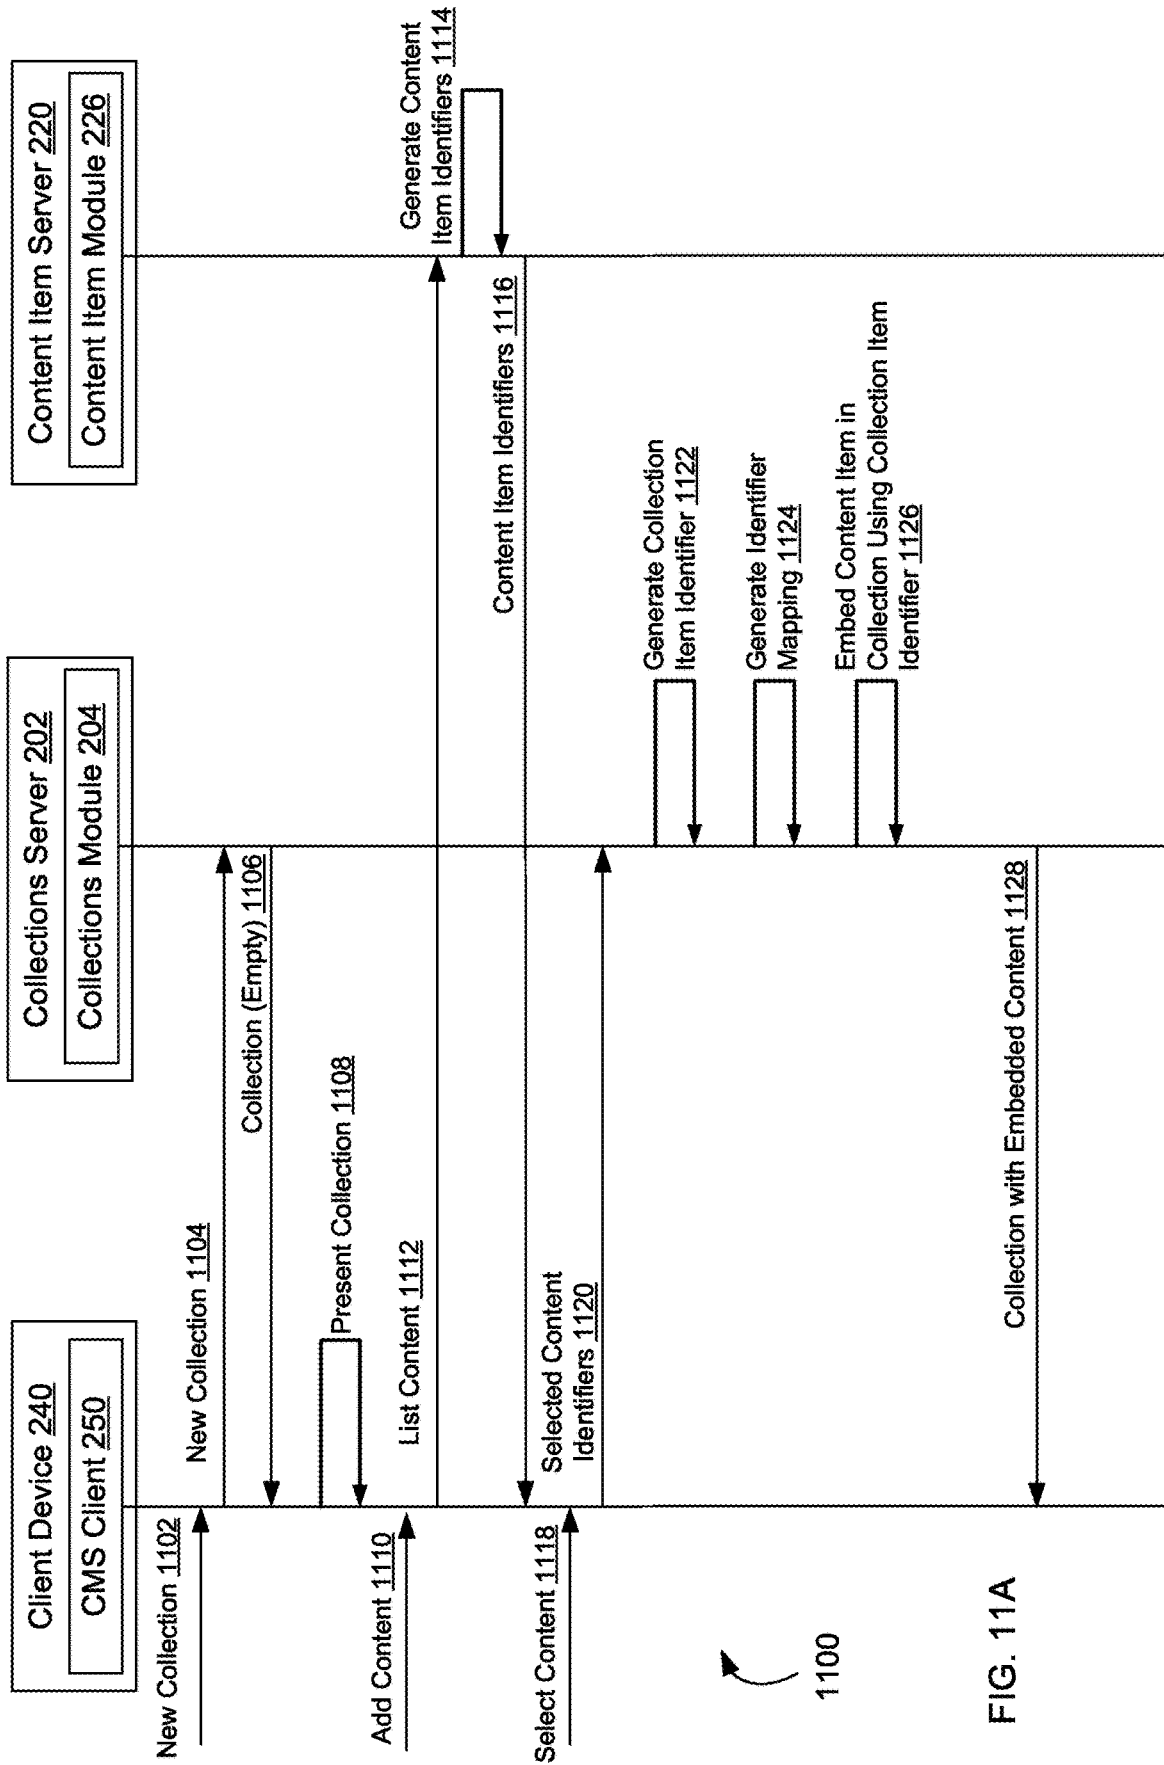 Client Device 240
CMS Client 250
Collections Server 202
Collections Module 204
Content Item Server 220
Content Item Module 226
New Collection 1102
New Collection 1104
Collection (Empty) 1106
Present Collection 1108
Add Content 1110
List Content 1112
Generate Content
Item Identifiers 1114
Content Item Identifiers 1116
Select Content 1118
Selected Content
Identifiers 1120
Generate Collection
Item Identifier 1122
Generate Identifier
Mapping 1124
Embed Content Item in
Collection Using Collection Item
Identifier 1126
Collection with Embedded Content 1128
1100
FIG. 11A